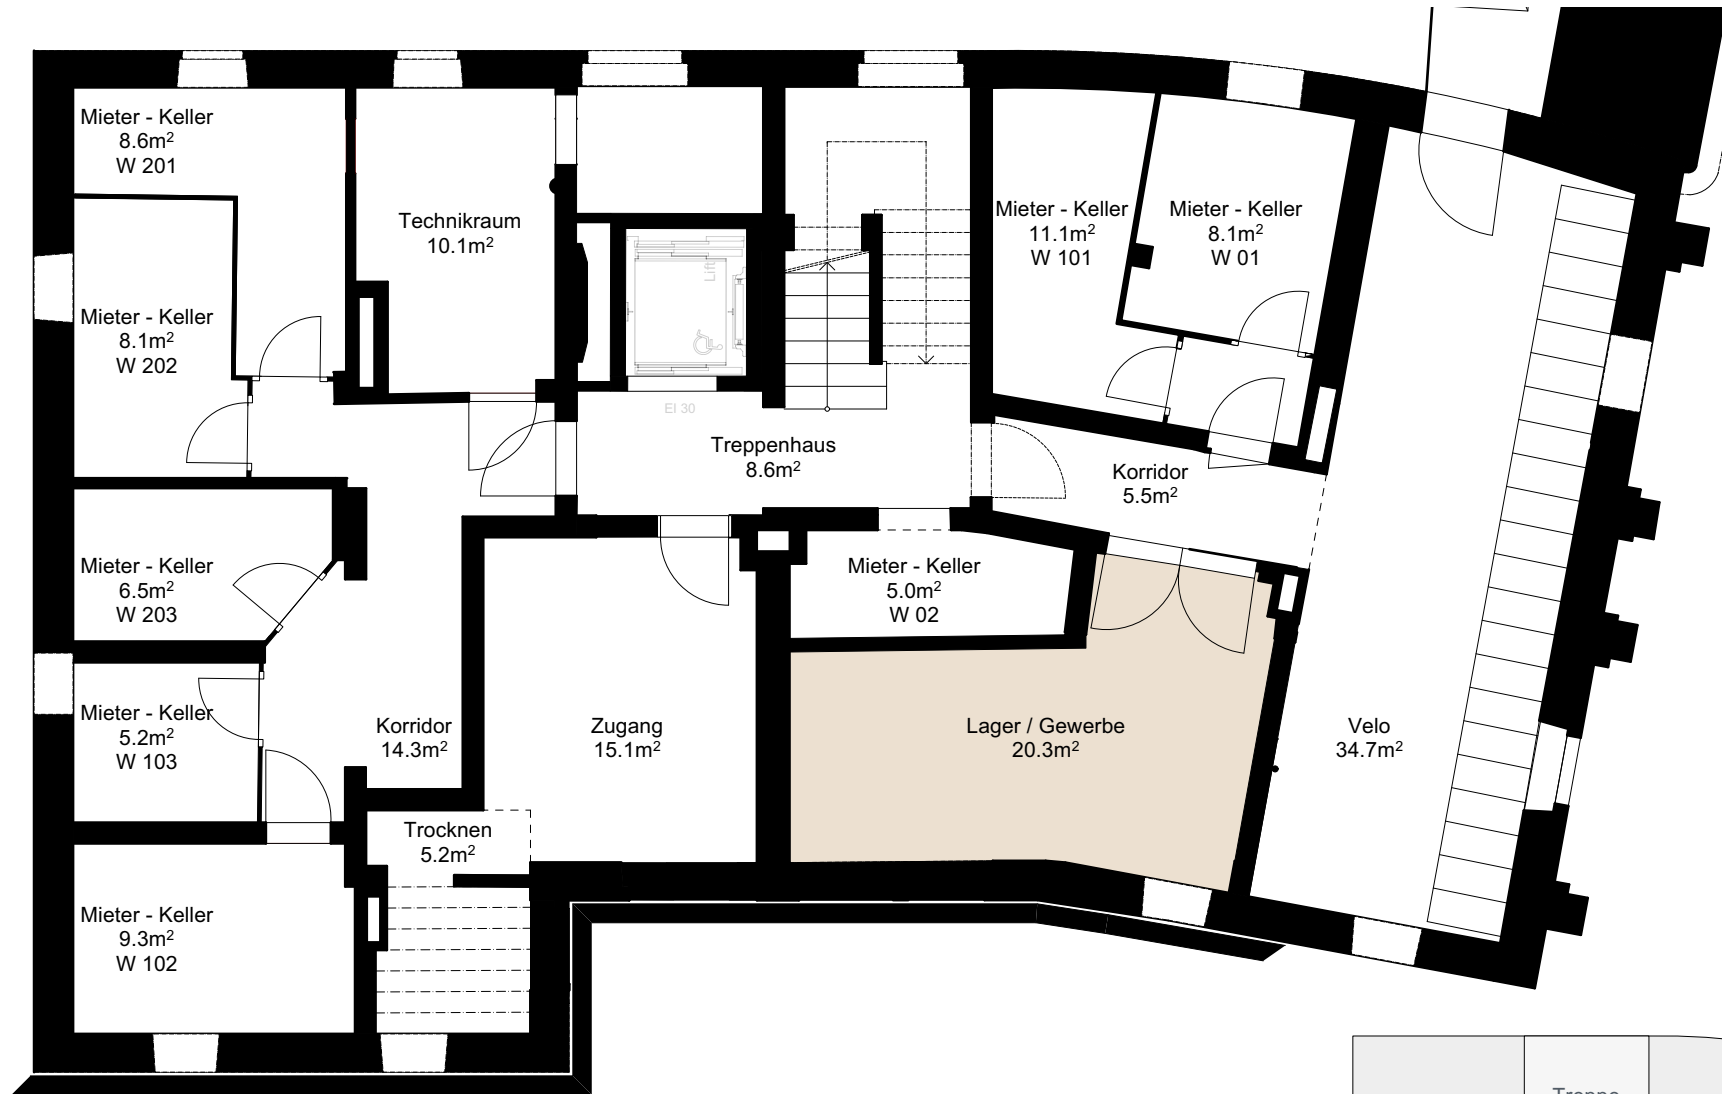 Mieter - Keller
8.6m²
W 201
Technikraum
10.1m²
Mieter - Keller
8.1m²
W 202
Lift
EI 30
Mieter - Keller
11.1m²
W 101
Mieter - Keller
8.1m²
W 01
Treppenhaus
8.6m²
Korridor
5.5m²
Mieter - Keller
6.5m²
W 203
Mieter - Keller
5.0m²
W 02
Mieter - Keller
5.2m²
W 103
Korridor
14.3m²
Zugang
15.1m²
Lager / Gewerbe
20.3m²
Velo
34.7m²
Trocknen
5.2m²
Mieter - Keller
9.3m²
W 102